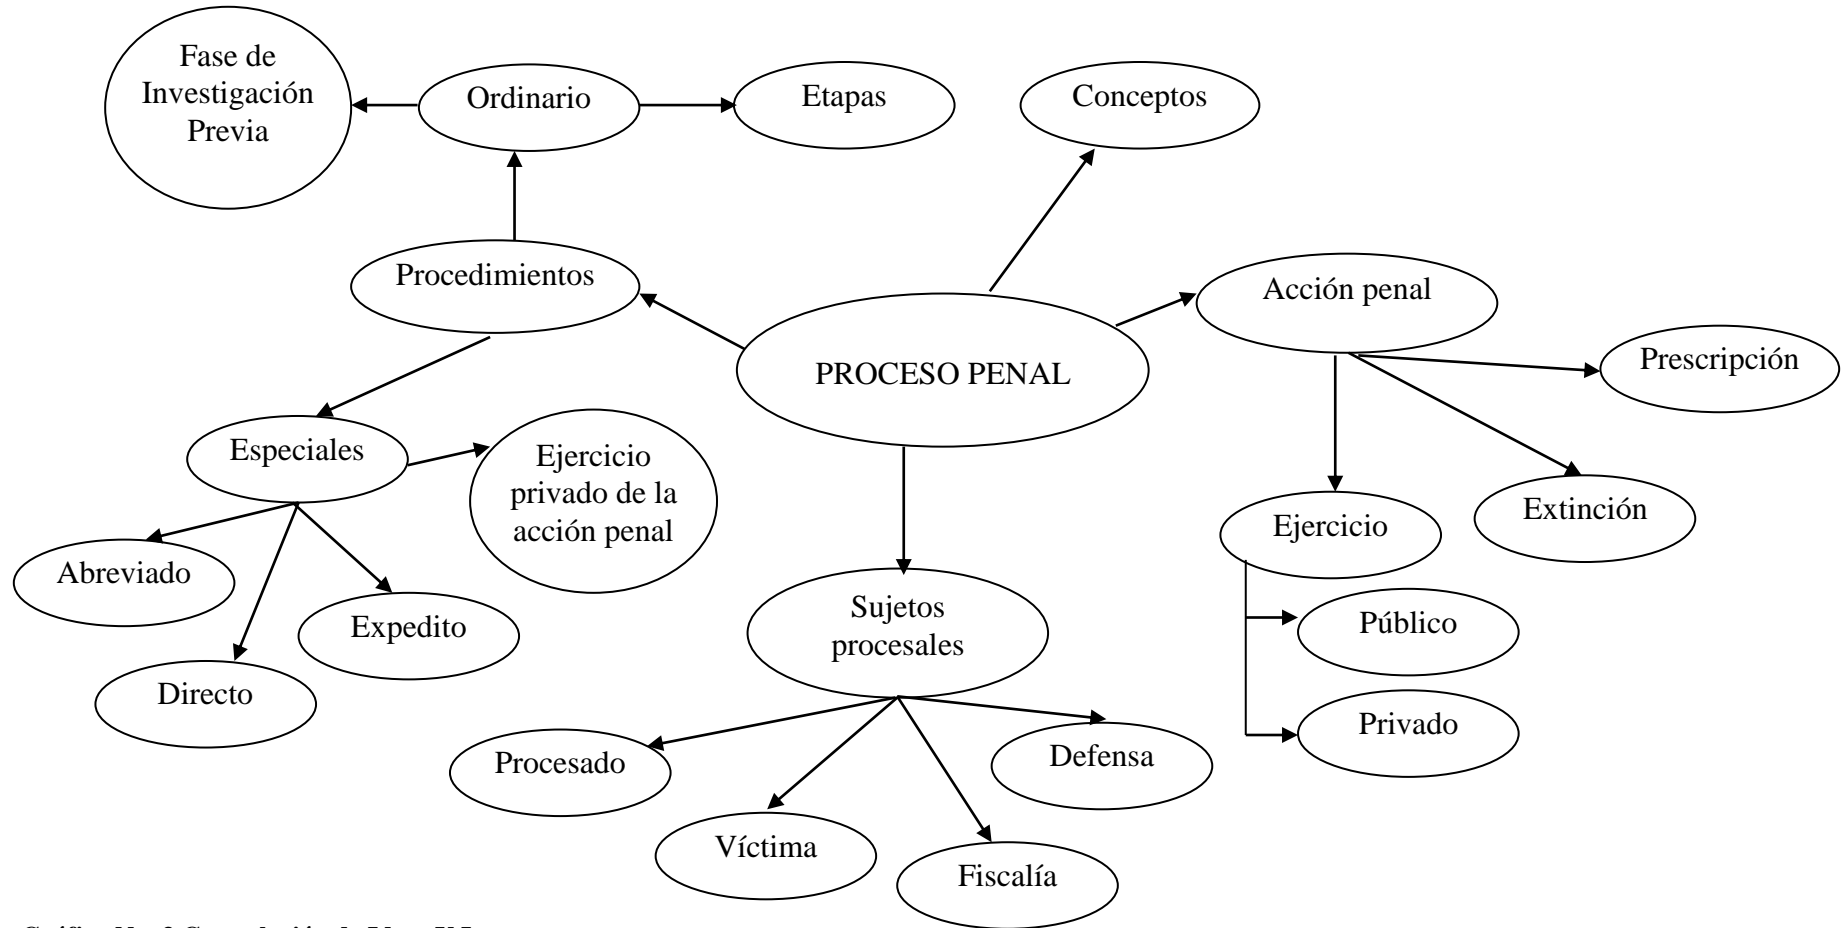 Fase de
Investigación
Previa
Ordinario
Etapas
Conceptos
Procedimientos
Acción penal
PROCESO PENAL
Prescripción
Especiales
Ejercicio
privado de la
acción penal
Ejercicio
Extinción
Abreviado
Expedito
Directo
Sujetos
procesales
Público
Privado
Procesado
Defensa
Víctima
Fiscalía